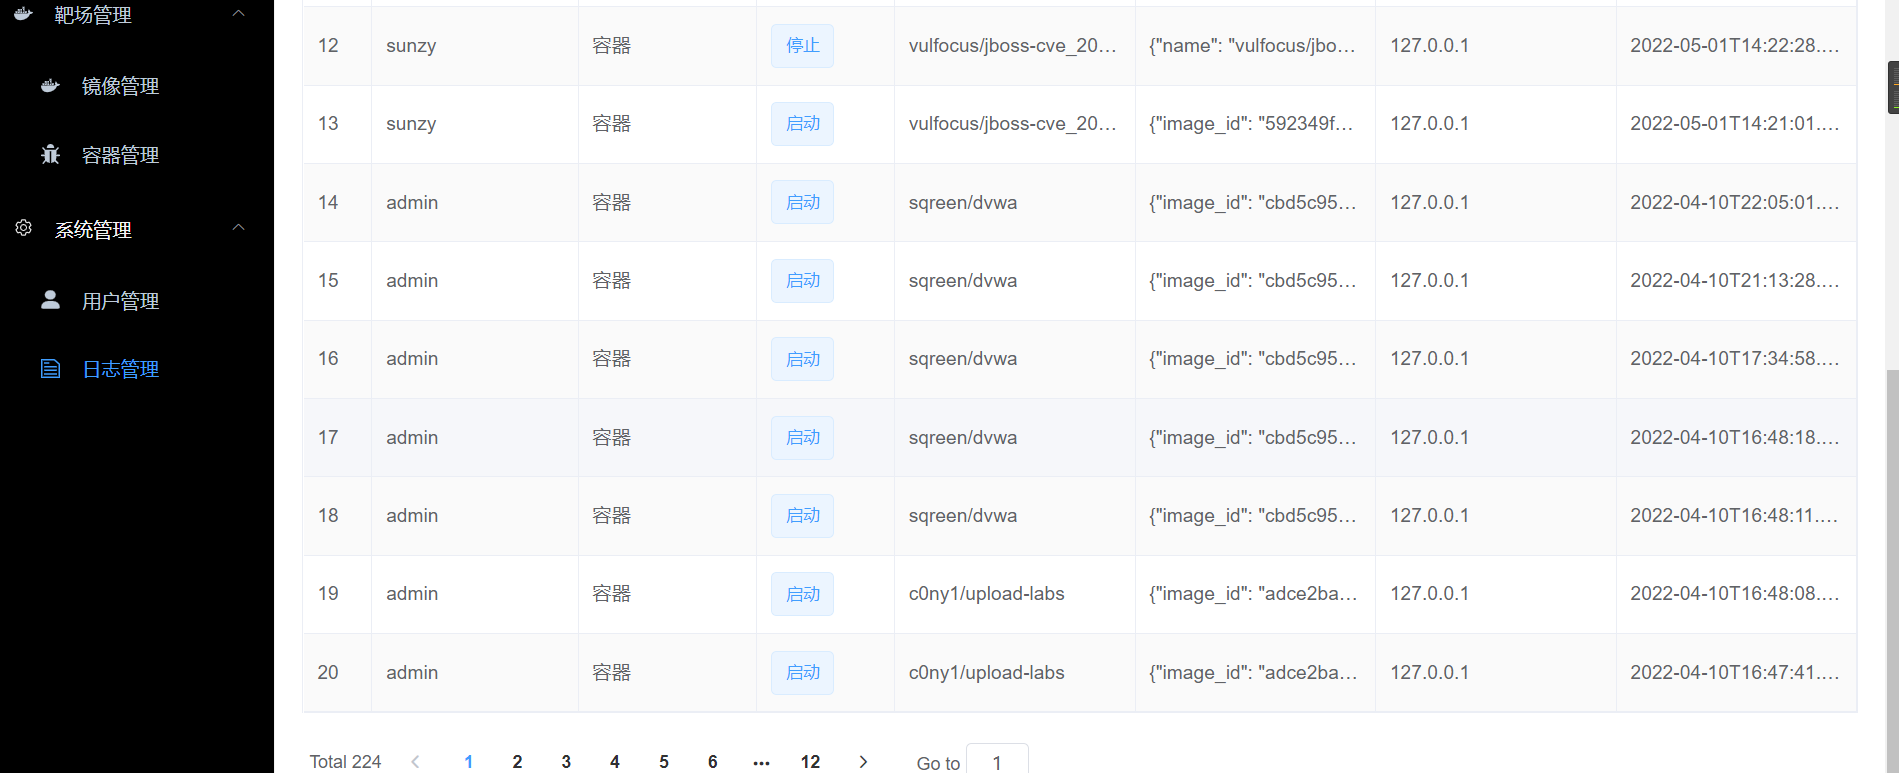 靶场管理
镜像管理
容器管理
系统管理
用户管理
日志管理
12 sunzy 容器 停止 vulfocus/jboss-cve_20... {"name": "vulfocus/jbo... 127.0.0.1 2022-05-01T14:22:28....
13 sunzy 容器 启动 vulfocus/jboss-cve_20... {"image_id": "592349f... 127.0.0.1 2022-05-01T14:21:01....
14 admin 容器 启动 sqreen/dvwa {"image_id": "cbd5c95... 127.0.0.1 2022-04-10T22:05:01....
15 admin 容器 启动 sqreen/dvwa {"image_id": "cbd5c95... 127.0.0.1 2022-04-10T21:13:28....
16 admin 容器 启动 sqreen/dvwa {"image_id": "cbd5c95... 127.0.0.1 2022-04-10T17:34:58....
17 admin 容器 启动 sqreen/dvwa {"image_id": "cbd5c95... 127.0.0.1 2022-04-10T16:48:18....
18 admin 容器 启动 sqreen/dvwa {"image_id": "cbd5c95... 127.0.0.1 2022-04-10T16:48:11....
19 admin 容器 启动 c0ny1/upload-labs {"image_id": "adce2ba... 127.0.0.1 2022-04-10T16:48:08....
20 admin 容器 启动 c0ny1/upload-labs {"image_id": "adce2ba... 127.0.0.1 2022-04-10T16:47:41....
Total 224 1 2 3 4 5 6 ... 12 Go to 1